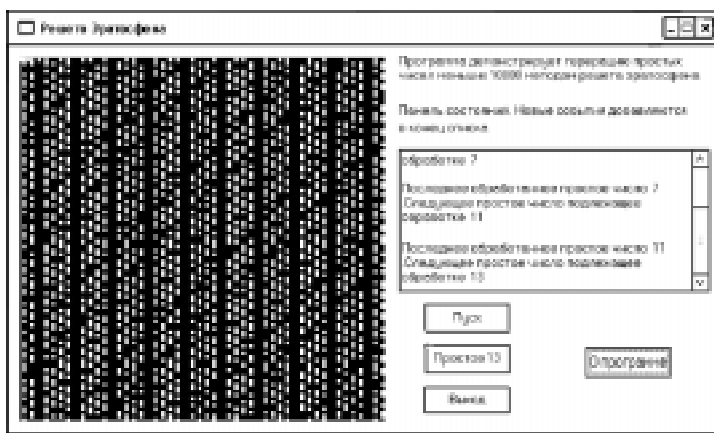 Решето Эратосфена
Программа демонстрирует генерацию простых
чисел меньше 10000 методом решета эратосфена
Панель состояния. Новые события добавляются
в конец списка
обработке 7
Последнее обработанное простое число 7
Следующее простое число подлежащее
обработке 11
Последнее обработанное простое число 11
Следующее простое число подлежащее
обработке 13
Пуск
Простое 13
О программе
Выход